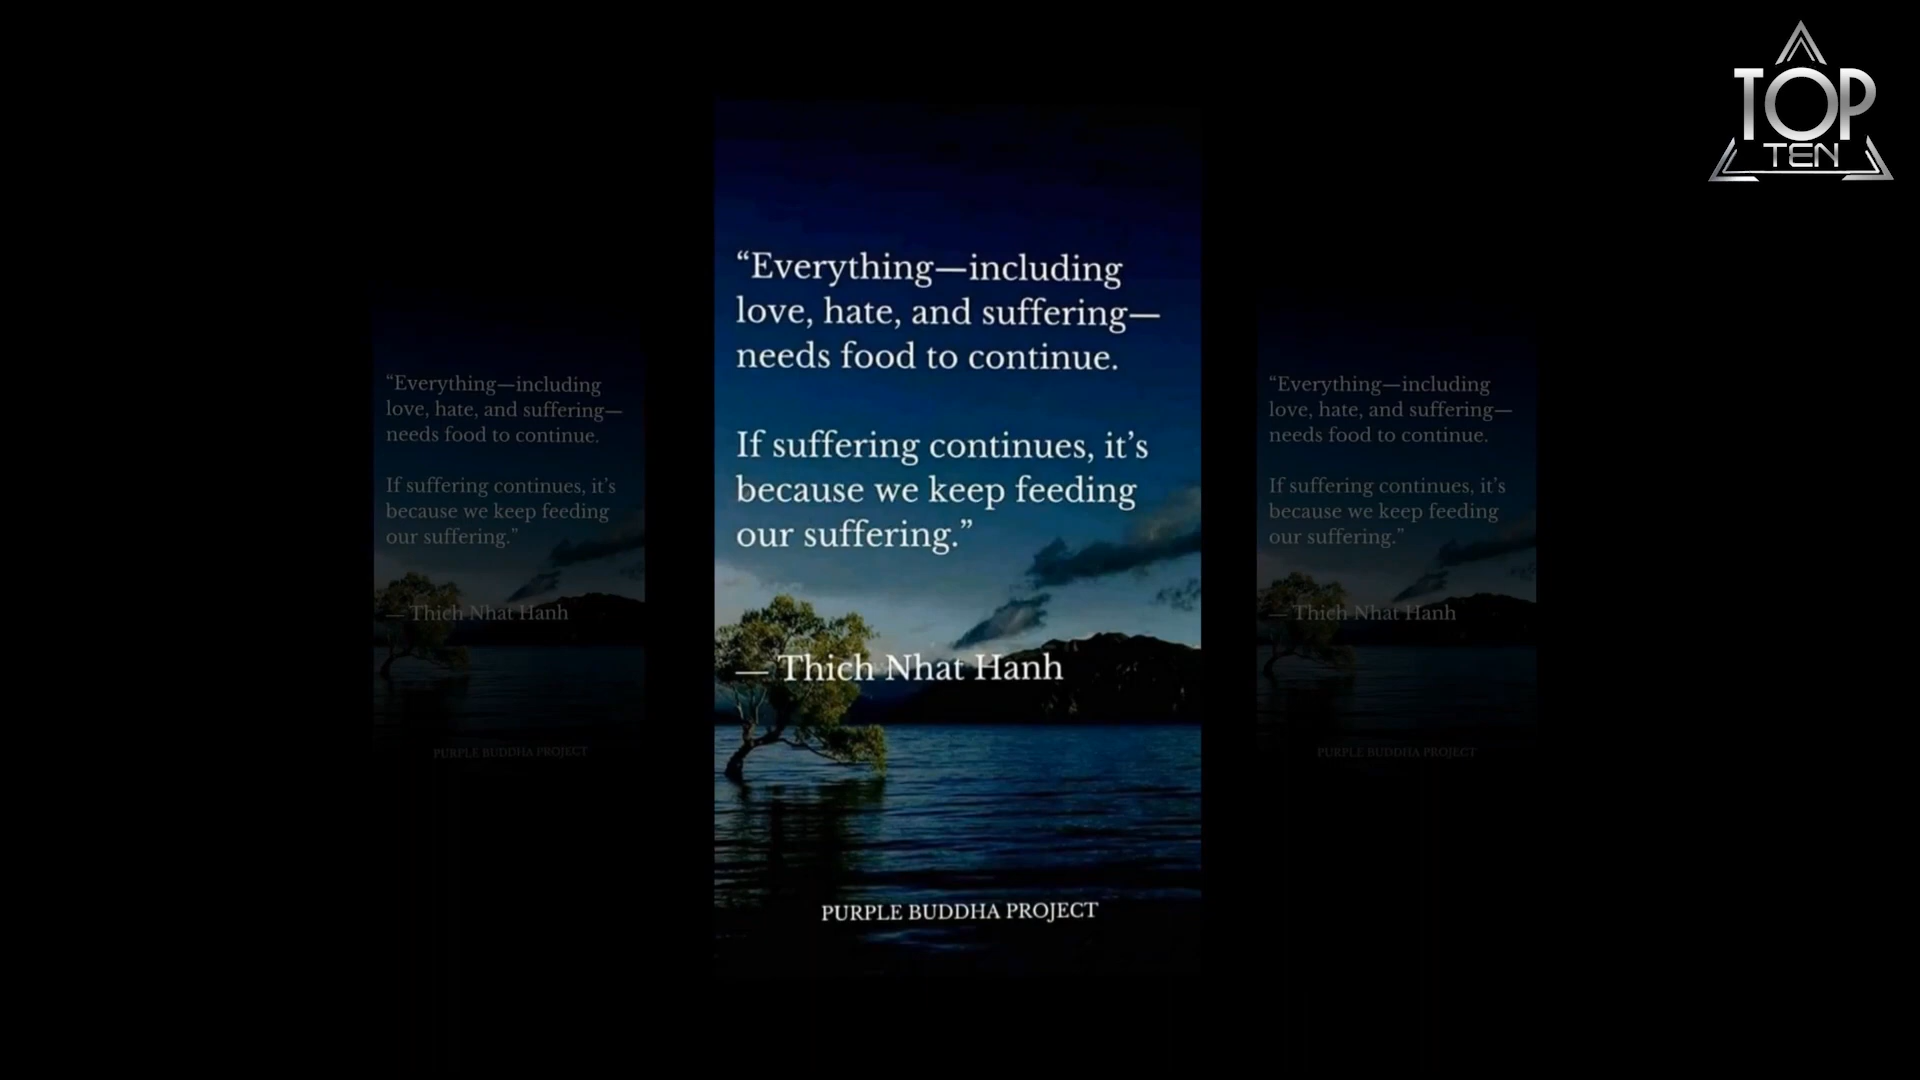 TOP
TEN
“Everything—including
love, hate, and suffering—
needs food to continue.
If suffering continues, it’s
because we keep feeding
our suffering.”
— Thich Nhat Hanh
PURPLE BUDDHA PROJECT
“Everything—including
love, hate, and suffering—
needs food to continue.
If suffering continues, it’s
because we keep feeding
our suffering.”
— Thich Nhat Hanh
PURPLE BUDDHA PROJECT
“Everything—including
love, hate, and suffering—
needs food to continue.
If suffering continues, it’s
because we keep feeding
our suffering.”
— Thich Nhat Hanh
PURPLE BUDDHA PROJECT